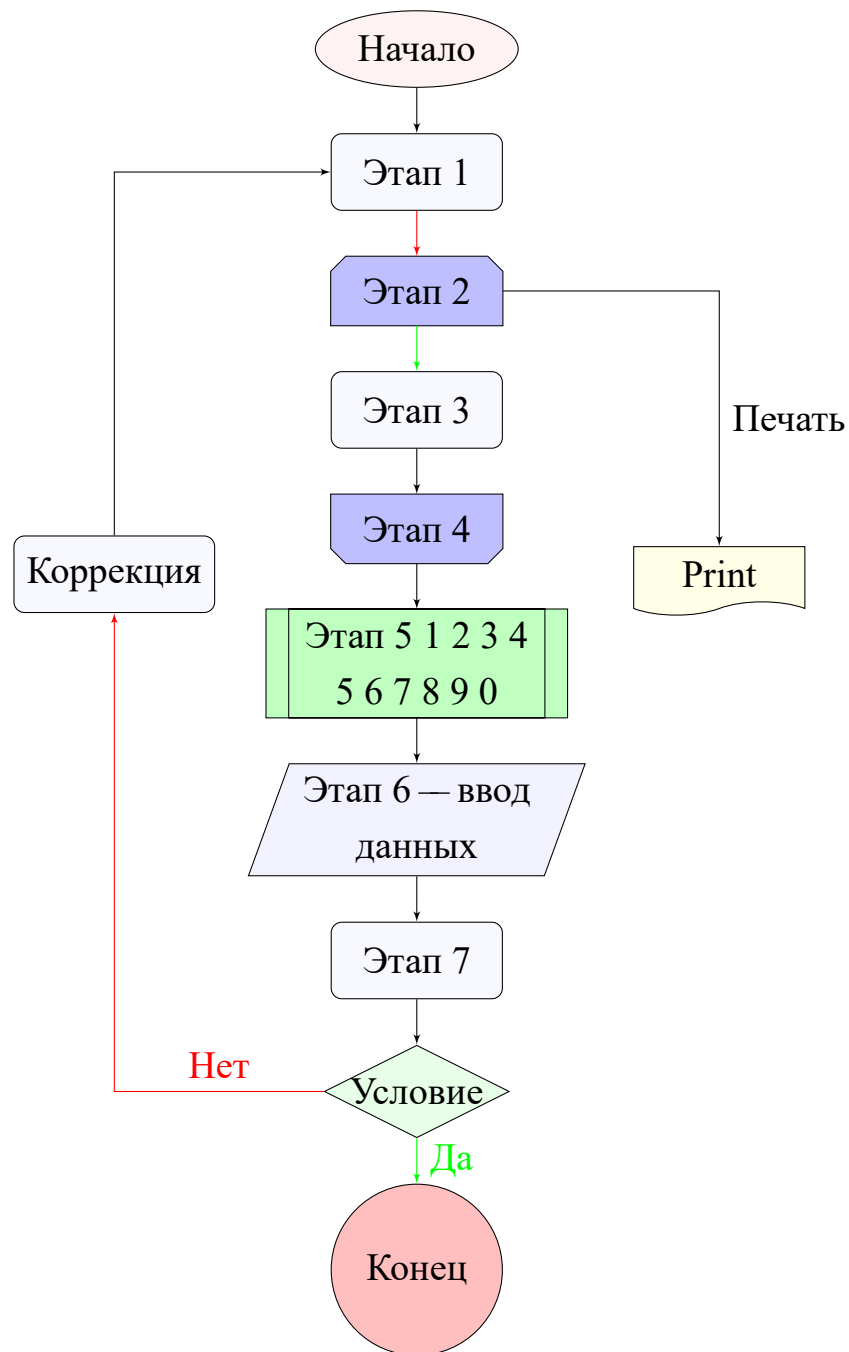 Начало
Этап 1
Этап 2
Этап 3
Печать
Этап 4
Коррекция
Print
Этап 5 1 2 3 4
5 6 7 8 9 0
Этап 6 — ввод
данных
Этап 7
Нет
Условие
Да
Конец